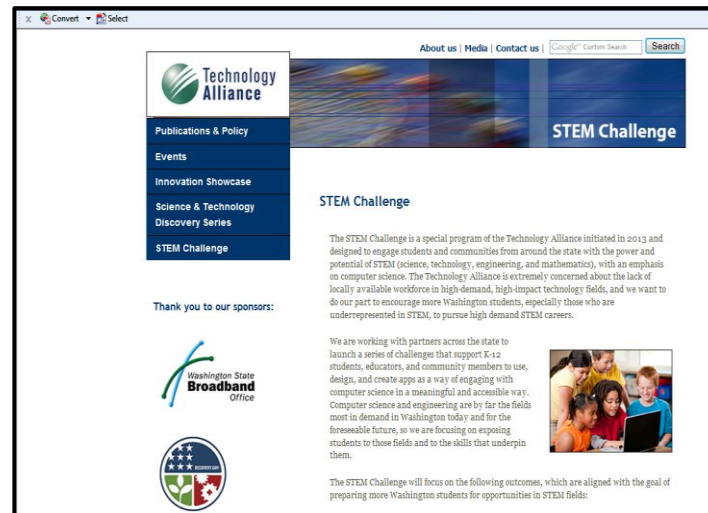 x Convert Select
About us | Media | Contact us | Google™ Custom Search Search
Technology
Alliance
STEM Challenge
Publications & Policy
Events
Innovation Showcase
Science & Technology
Discovery Series
STEM Challenge
Thank you to our sponsors:
Washington State
Broadband
Office
RECOVERY.GOV
STEM Challenge
The STEM Challenge is a special program of the Technology Alliance initiated in 2013 and
designed to engage students and communities from around the state with the power and
potential of STEM (science, technology, engineering, and mathematics), with an emphasis
on computer science. The Technology Alliance is extremely concerned about the lack of
locally available workforce in high-demand, high-impact technology fields, and we want to
do our part to encourage more Washington students, especially those who are
underrepresented in STEM, to pursue high demand STEM careers.
We are working with partners across the state to
launch a series of challenges that support K-12
students, educators, and community members to use,
design, and create apps as a way of engaging with
computer science in a meaningful and accessible way.
Computer science and engineering are by far the fields
most in demand in Washington today and for the
foreseeable future, so we are focusing on exposing
students to those fields and to the skills that underpin
them.
The STEM Challenge will focus on the following outcomes, which are aligned with the goal of
preparing more Washington students for opportunities in STEM fields: